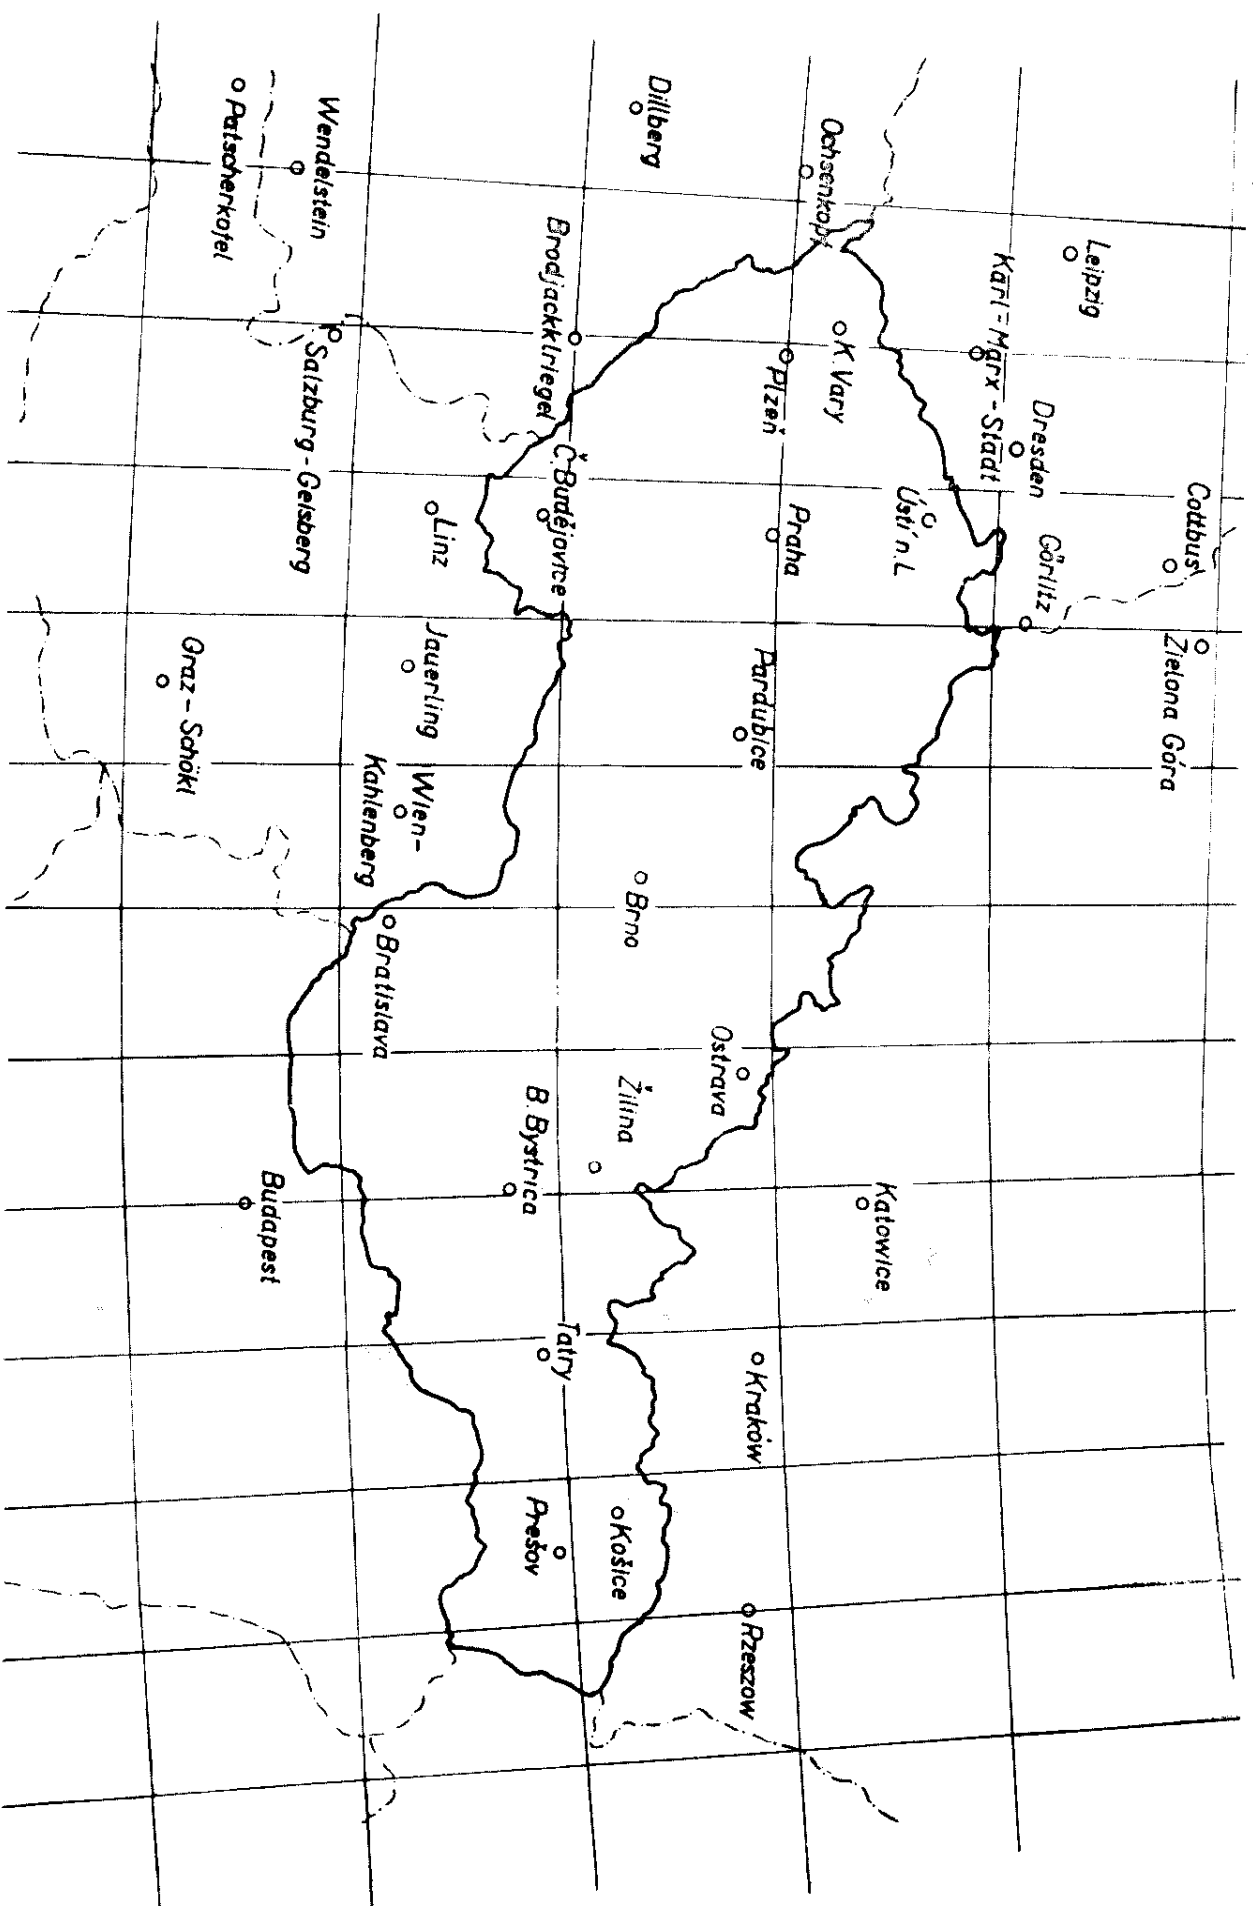 Cottbus
Zielona Góra
Leipzig
Dresden
Görlitz
Karl-Marx-Stadt
Ústí n. L
Katowice
Ochsenkopf
K. Vary
Plzeň
Praha
Pardubice
Ostrava
Kraków
Rzeszow
Dillberg
Brno
Žilina
Košice
Brodjackklriegel
Č. Budějovice
B. Bystrica
Tatry
Prešov
Linz
Jauerling
Wien-
Kahlenberg
Bratislava
Wendelstein
Salzburg-Geisberg
Budapest
Patscherkofel
Graz-Schökl